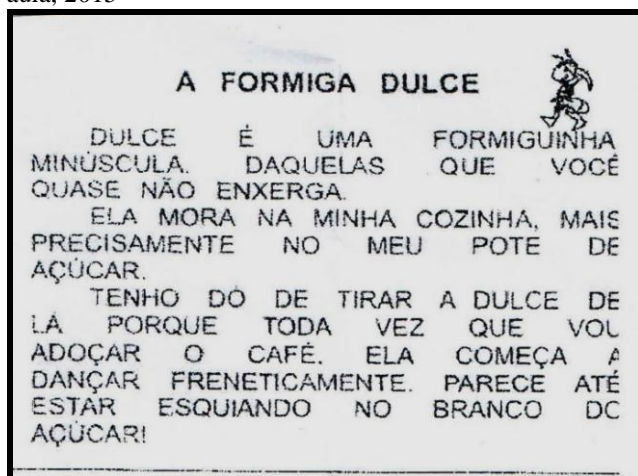 aula, 2015
A FORMIGA DULCE
DULCE É UMA FORMIGUINHA
MINÚSCULA. DAQUELAS QUE VOCÊ
QUASE NÃO ENXERGA.
ELA MORA NA MINHA COZINHA, MAIS
PRECISAMENTE NO MEU POTE DE
AÇÚCAR.
TENHO DÓ DE TIRAR A DULCE DE
LÁ PORQUE TODA VEZ QUE VOU
ADOÇAR O CAFÉ. ELA COMEÇA A
DANÇAR FRENETICAMENTE. PARECE ATÉ
ESTAR ESQUIANDO NO BRANCO DO
AÇÚCAR!